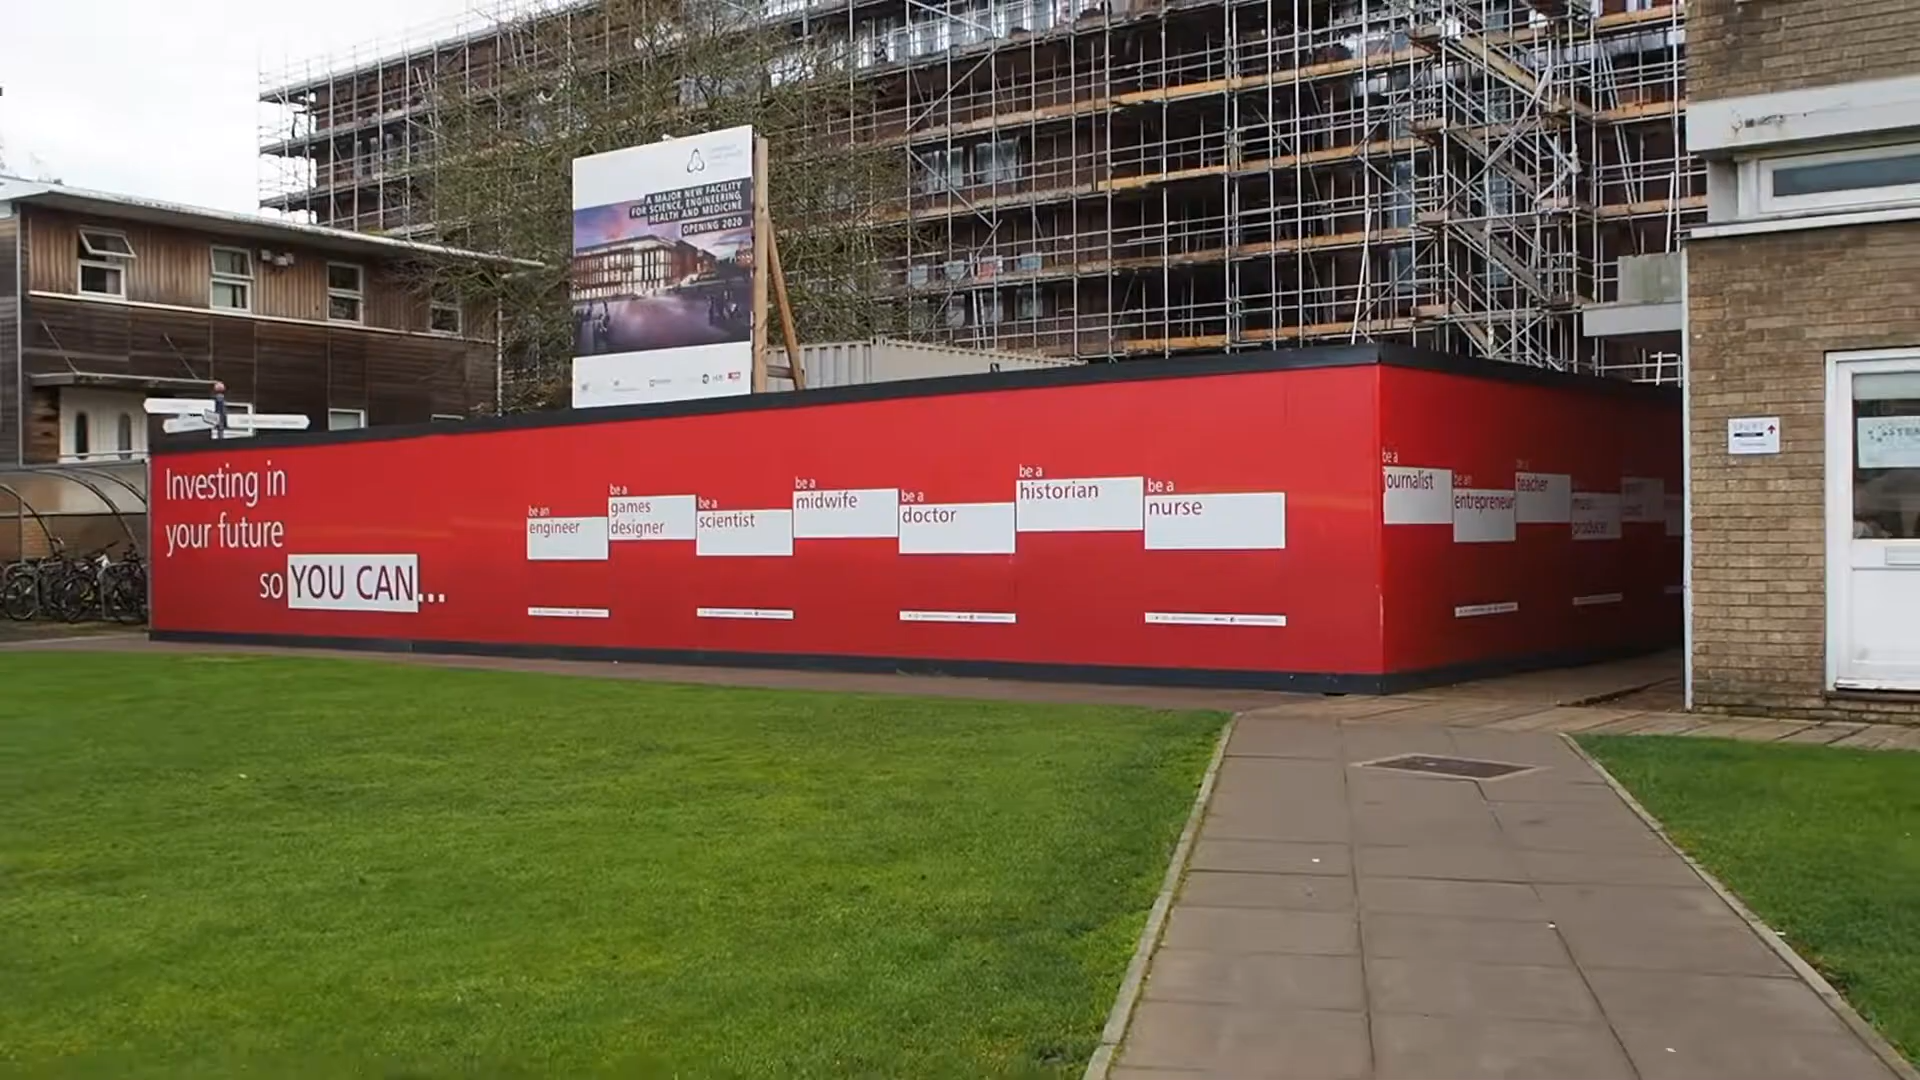 A MAJOR NEW FACILITY
FOR SCIENCE, ENGINEERING,
HEALTH AND MEDICINE
OPENING 2020
Investing in
your future
so YOU CAN...
be an
engineer
be a
games
designer
be a
scientist
be a
midwife
be a
doctor
be a
historian
be a
nurse
be a
journalist
be an
entrepreneur
be a
teacher
music
producer